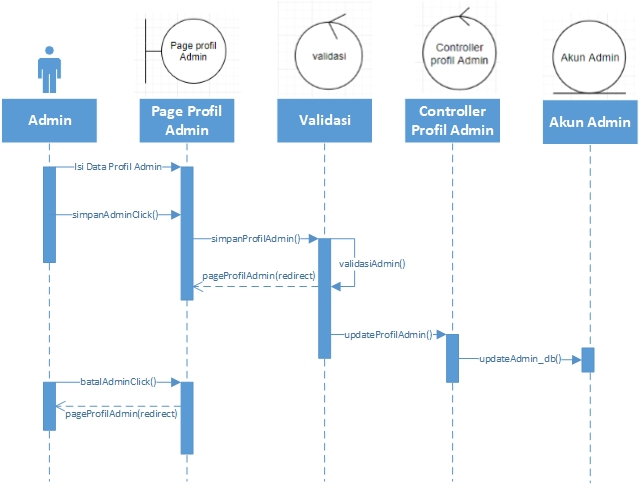 Page profil
Admin
validasi
Controller
profil Admin
Akun Admin
Admin
Page Profil
Admin
Validasi
Controller
Profil Admin
Akun Admin
Isi Data Profil Admin
simpanAdminClick()
simpanProfilAdmin()
validasiAdmin()
pageProfilAdmin(redirect)
updateProfilAdmin()
updateAdmin_db()
batalAdminClick()
pageProfilAdmin(redirect)